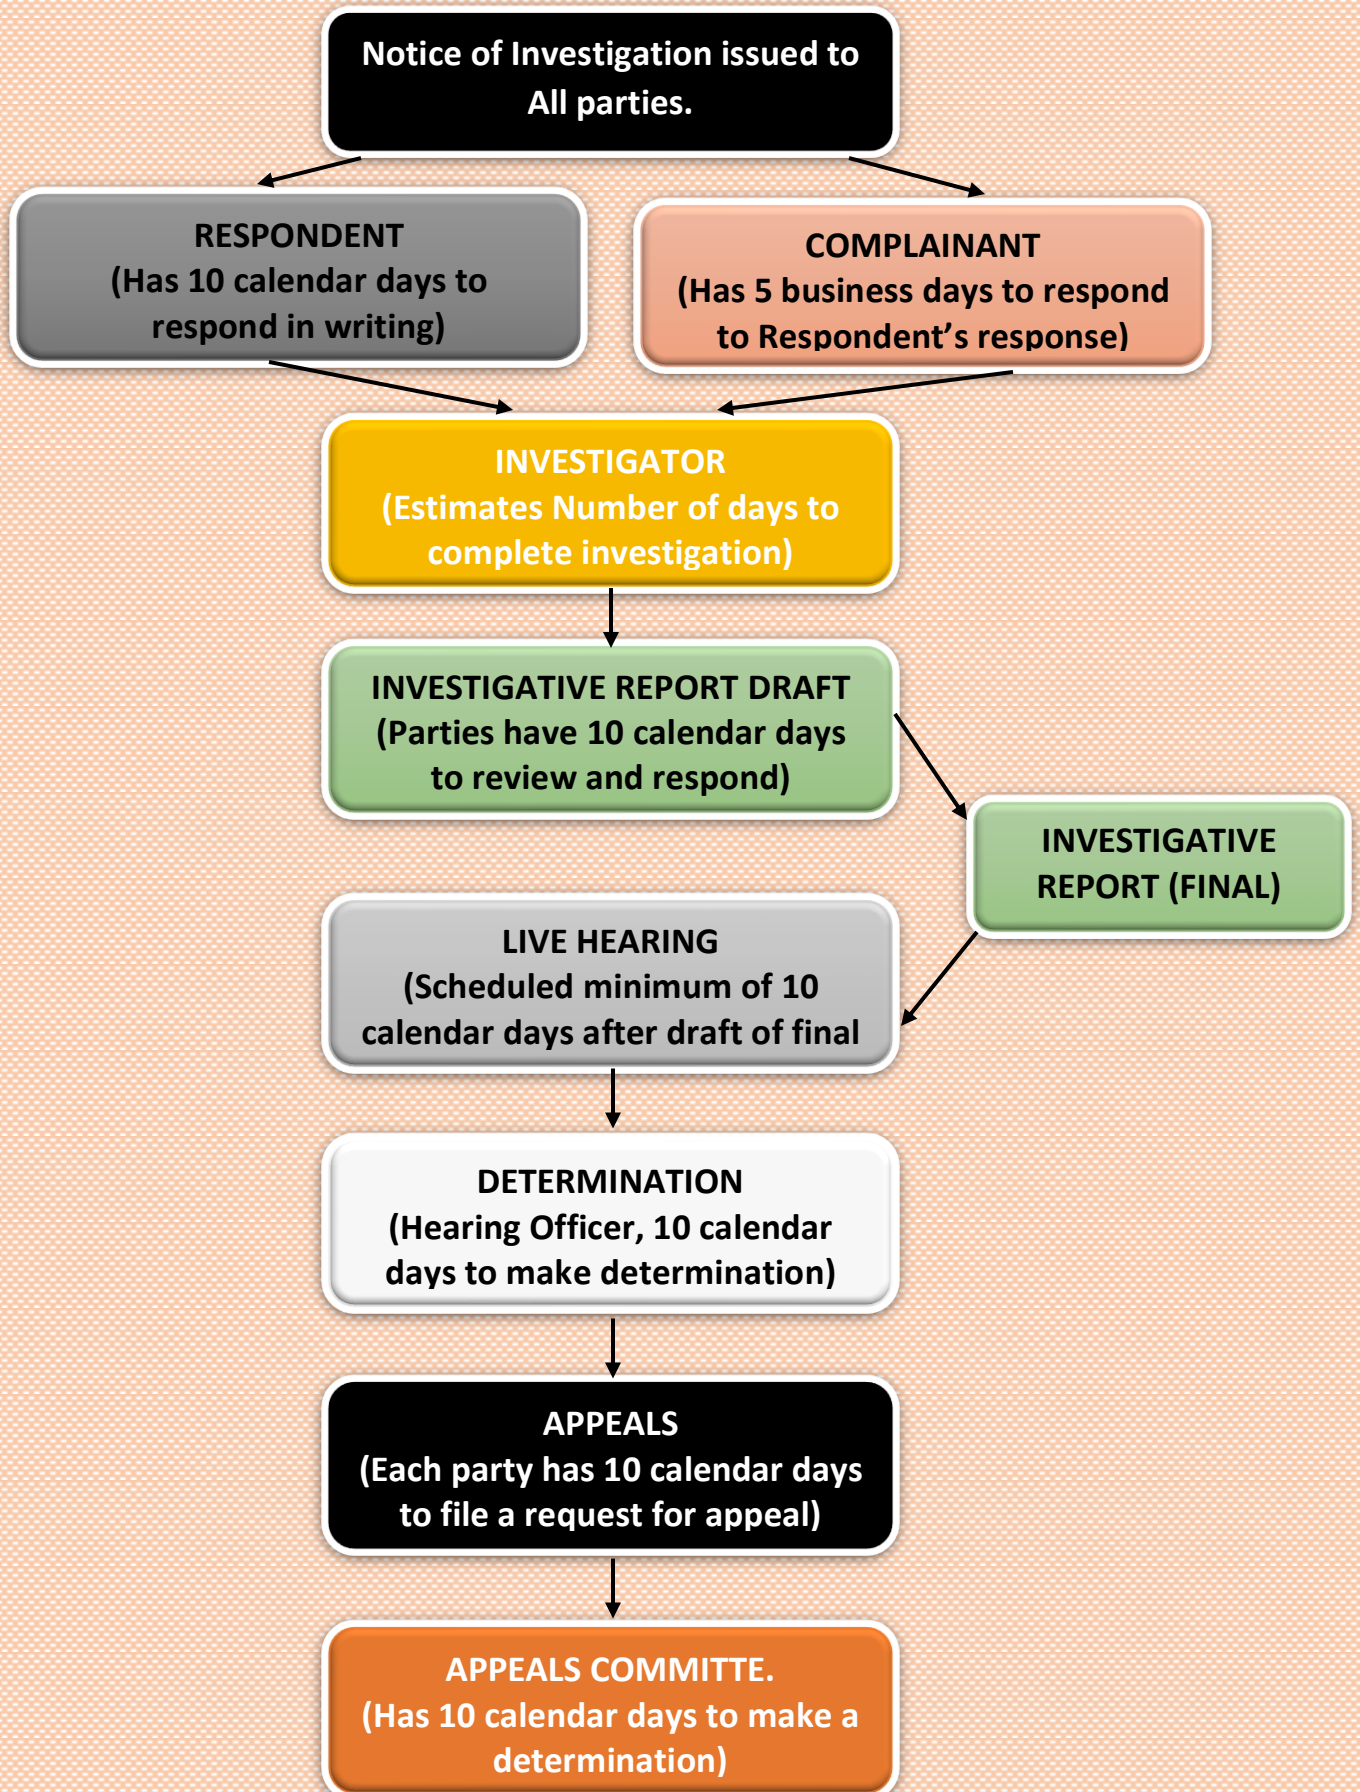 Notice of Investigation issued to
All parties.
RESPONDENT
(Has 10 calendar days to
respond in writing)
COMPLAINANT
(Has 5 business days to respond
to Respondent’s response)
INVESTIGATOR
(Estimates Number of days to
complete investigation)
INVESTIGATIVE REPORT DRAFT
(Parties have 10 calendar days
to review and respond)
INVESTIGATIVE
REPORT (FINAL)
LIVE HEARING
(Scheduled minimum of 10
calendar days after draft of final
DETERMINATION
(Hearing Officer, 10 calendar
days to make determination)
APPEALS
(Each party has 10 calendar days
to file a request for appeal)
APPEALS COMMITTE.
(Has 10 calendar days to make a
determination)